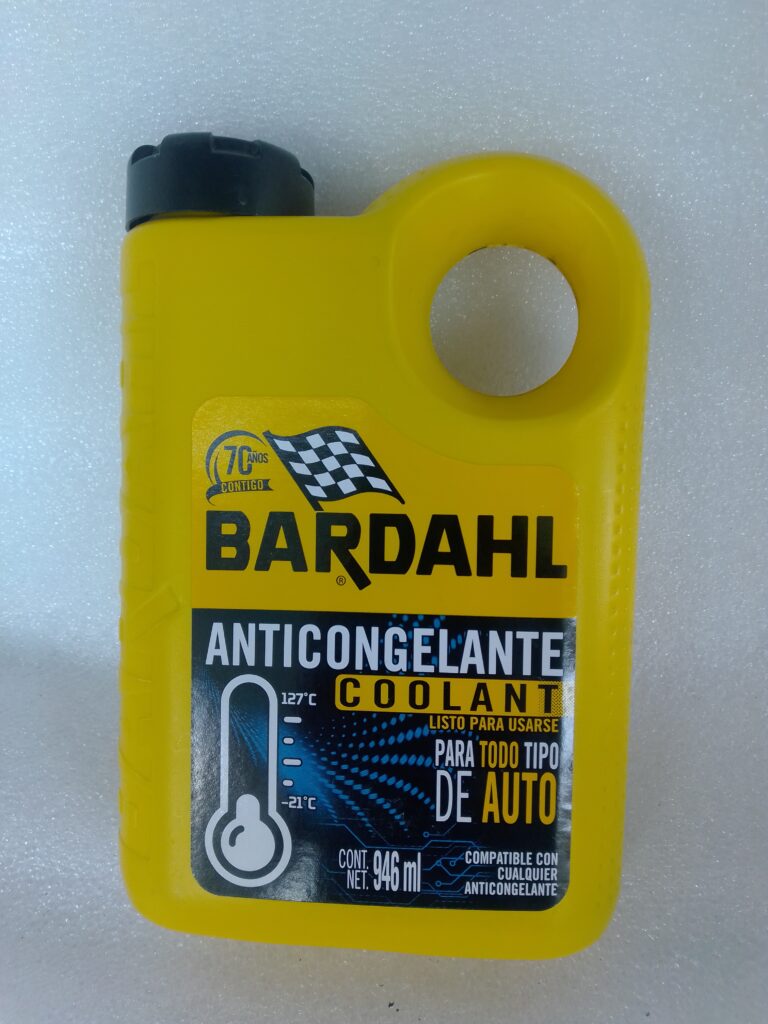 70 AÑOS
CONTIGO
BARDAHL
®
ANTICONGELANTE
COOLANT
LISTO PARA USARSE
127°C
-21°C
PARA TODO TIPO
DE AUTO
CONT.
NET. 946 ml
COMPATIBLE CON
CUALQUIER
ANTICONGELANTE